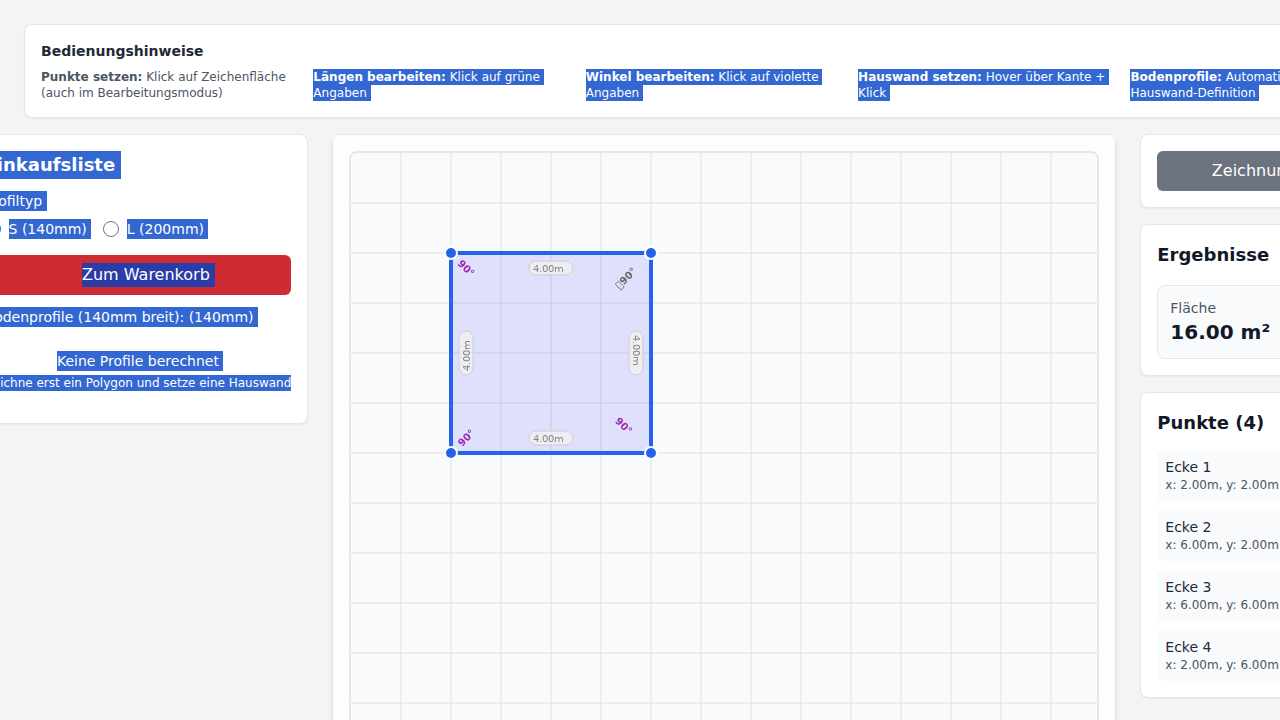 Bedienungshinweise
Punkte setzen: Klick auf Zeichenfläche
(auch im Bearbeitungsmodus)
Längen bearbeiten: Klick auf grüne
Angaben
Winkel bearbeiten: Klick auf violette
Angaben
Hauswand setzen: Hover über Kante +
Klick
Bodenprofile: Automati
Hauswand-Definition
inkaufsliste
ofiltyp
S (140mm)
L (200mm)
Zum Warenkorb
odenprofile (140mm breit): (140mm)
Keine Profile berechnet
ichne erst ein Polygon und setze eine Hauswand
90°
4.00m
90°
4.00m
4.00m
90°
4.00m
90°
Zeichnun
Ergebnisse
Fläche
16.00 m²
Punkte (4)
Ecke 1
x: 2.00m, y: 2.00m
Ecke 2
x: 6.00m, y: 2.00m
Ecke 3
x: 6.00m, y: 6.00m
Ecke 4
x: 2.00m, y: 6.00m